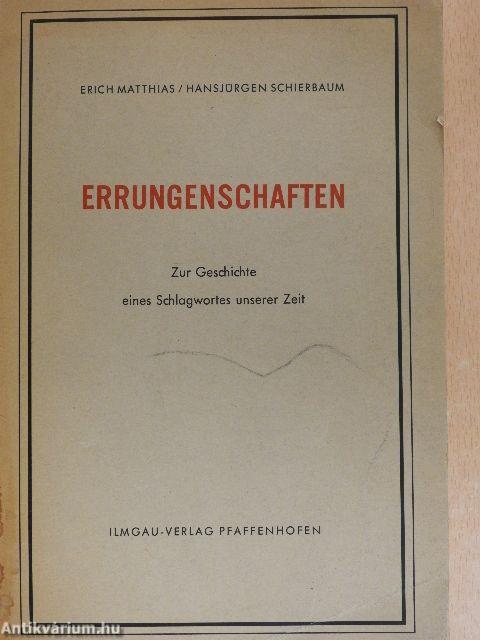 ERICH MATTHIAS / HANSJÜRGEN SCHIERBAUM
ERRUNGENSCHAFTEN
Zur Geschichte
eines Schlagwortes unserer Zeit
ILMGAU-VERLAG PFAFFENHOFEN
Antikvárium.hu